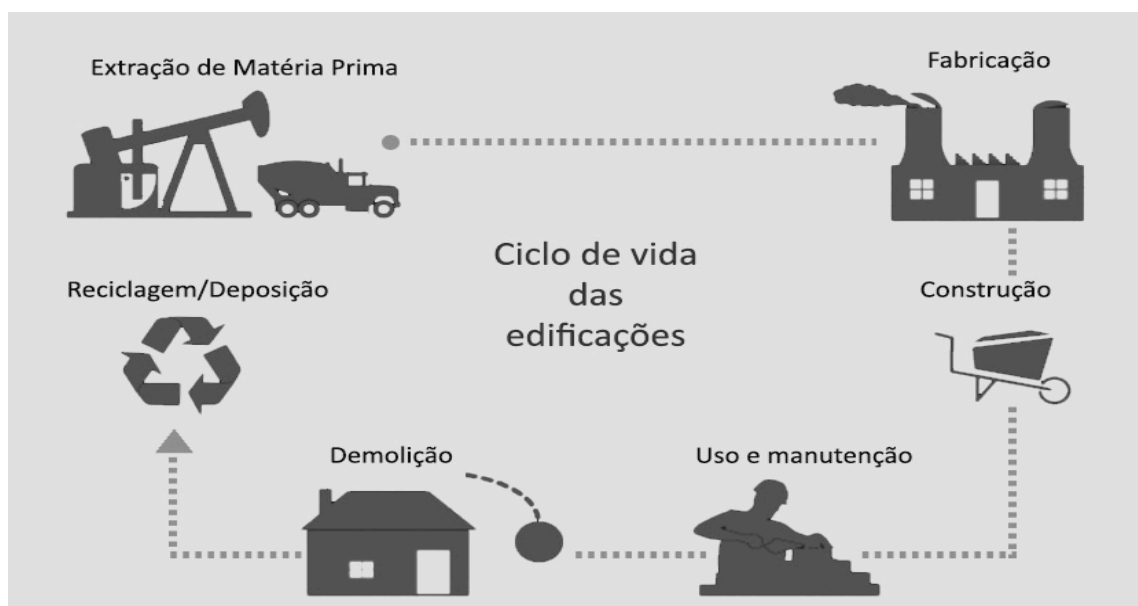 Extração de Matéria Prima
Fabricação
Ciclo de vida
das
edificações
Reciclagem/Deposição
Construção
Demolição
Uso e manutenção